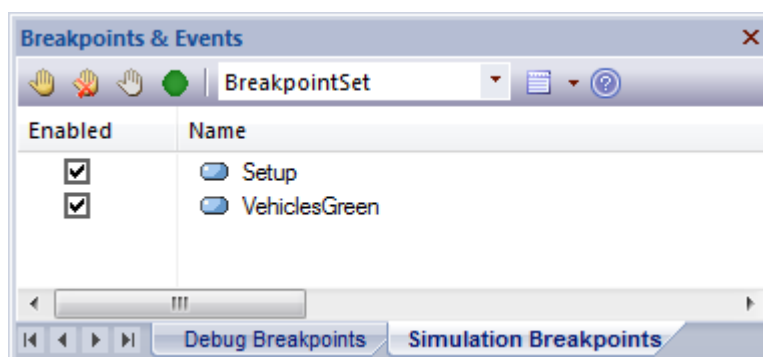 Breakpoints & Events
BreakpointSet
Enabled Name
Setup
VehiclesGreen
Debug Breakpoints Simulation Breakpoints